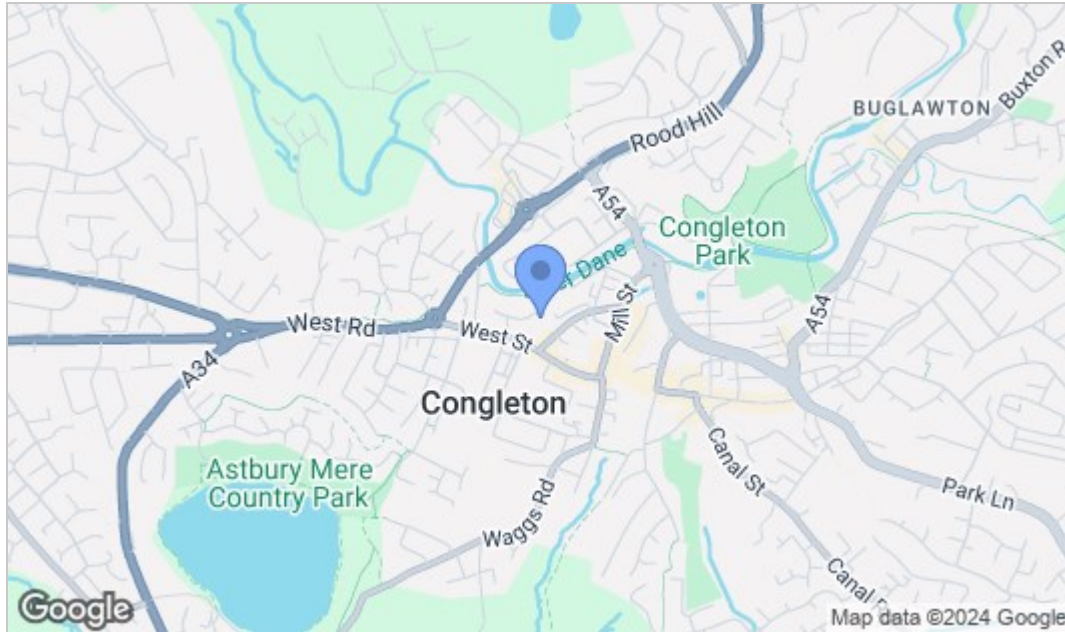 BUGLAWTON
Buxton R
Rood Hill
A54
Congleton
Park
er Dane
Mill St
A54
West Rd
West St
A34
Congleton
Canal St
Astbury Mere
Country Park
Waggs Rd
Park Ln
Canal
Google
Map data ©2024 Google